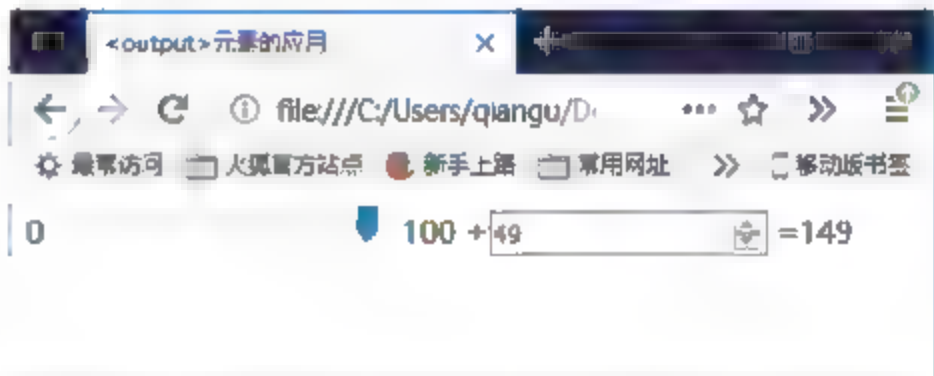 <output>元素的应用
file:///C:/Users/qiangu/D
最常访问 火狐官方站点 新手上路 常用网址 移动版书签
0 100 + 49 =149